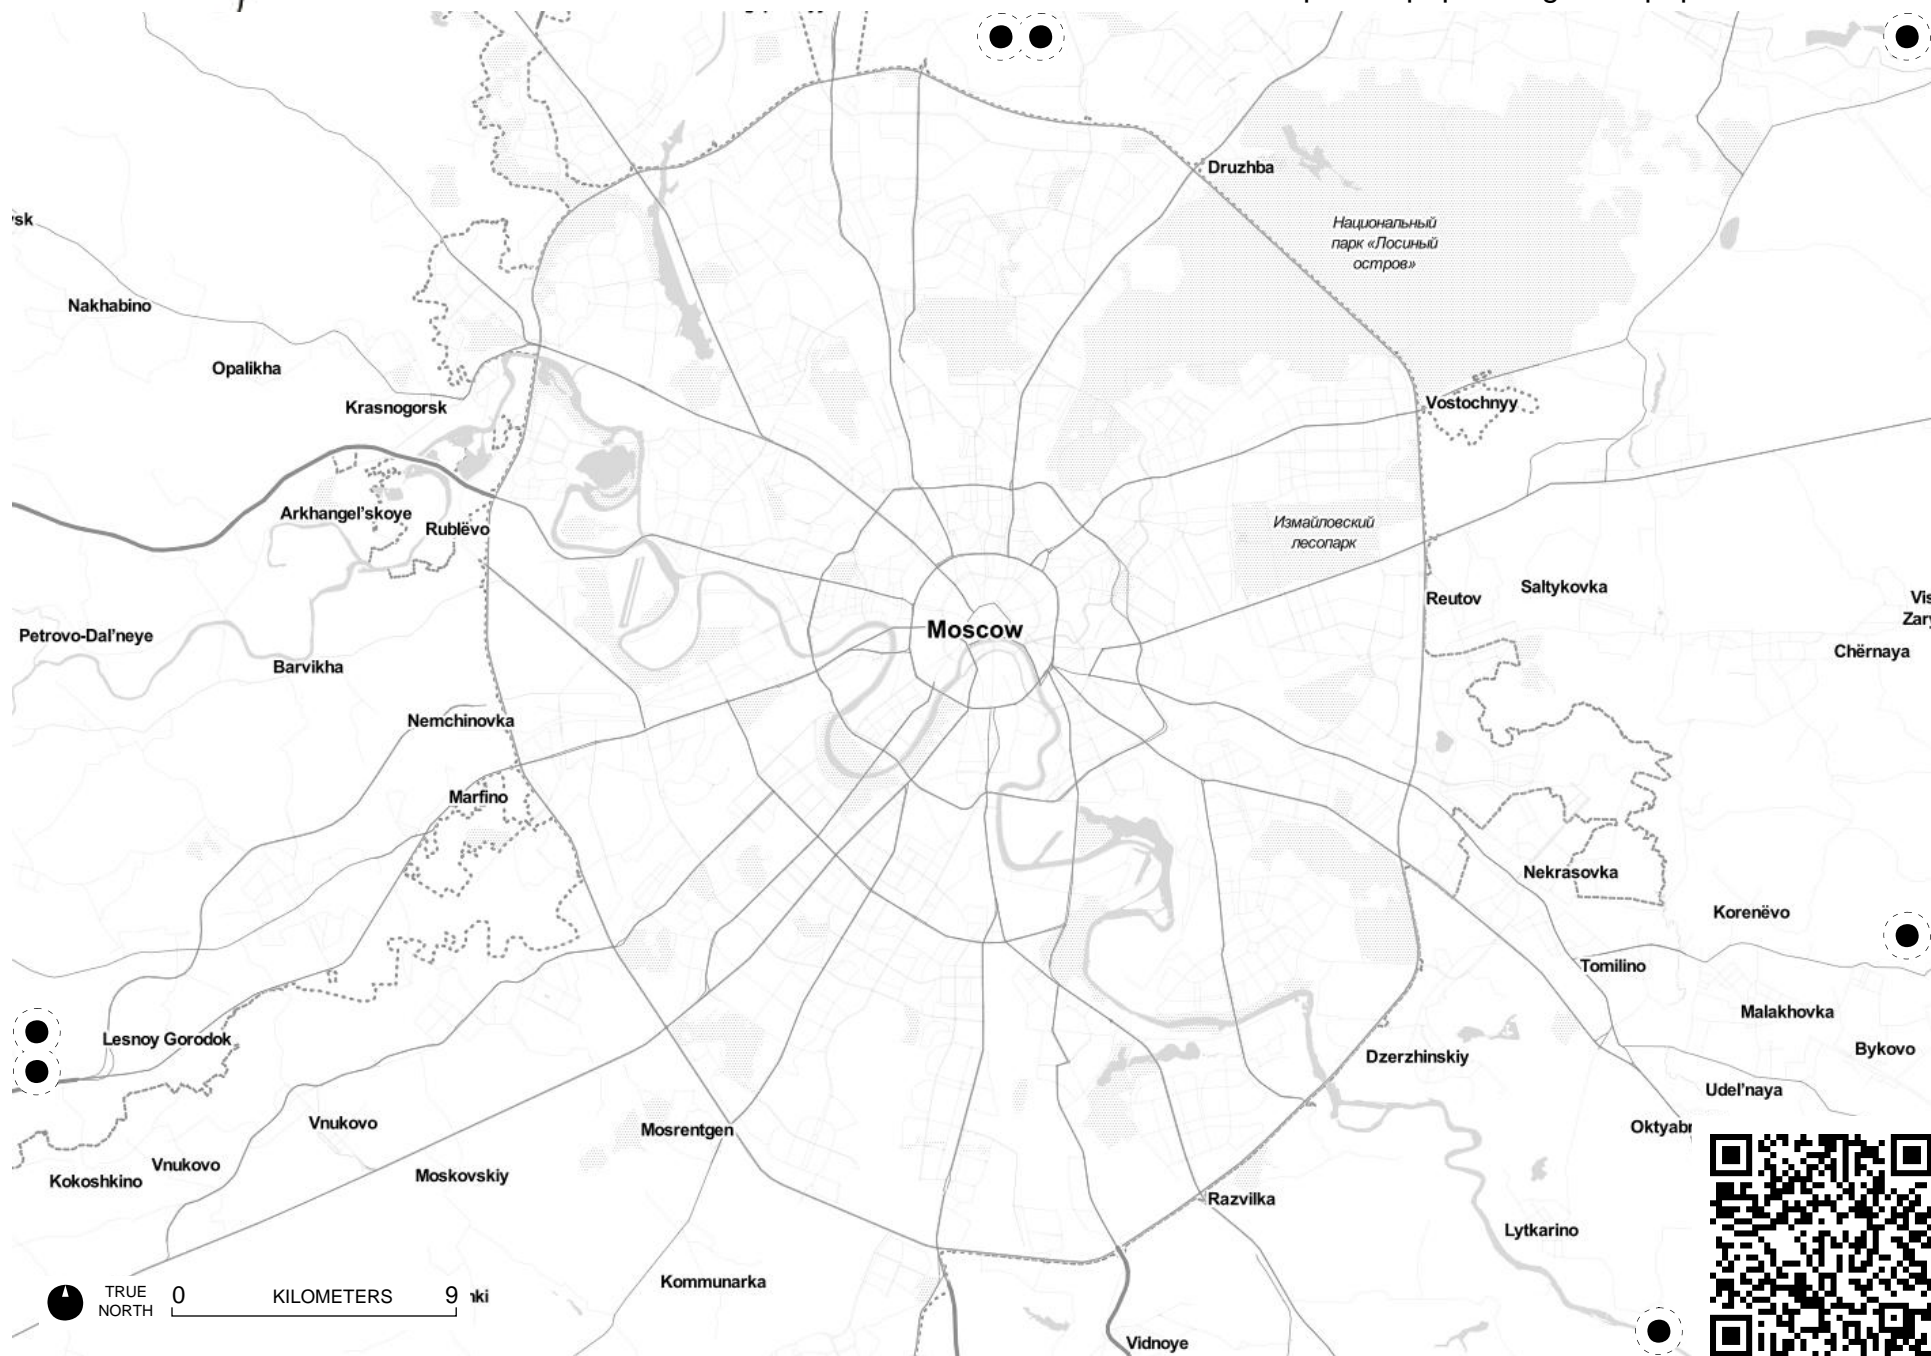 Druzhba
Национальный
парк «Лосиный
остров»
Nakhabino
Opalikha
Krasnogorsk
Vostochnyy
Arkhangel'skoye
Rublëvo
Измайловский
лесопарк
Reutov
Saltykovka
Moscow
Petrovo-Dal'neye
Barvikha
Chërnaya
Nemchinovka
Marfino
Nekrasovka
Korenëvo
Tomilino
Malakhovka
Lesnoy Gorodok
Dzerzhinskiy
Bykovo
Udel'naya
Vnukovo
Mosrentgen
Vnukovo
Kokoshkino
Moskovskiy
Razvilka
Lytkarino
Kommunarka
TRUE
NORTH
0 KILOMETERS 9
Vidnoye